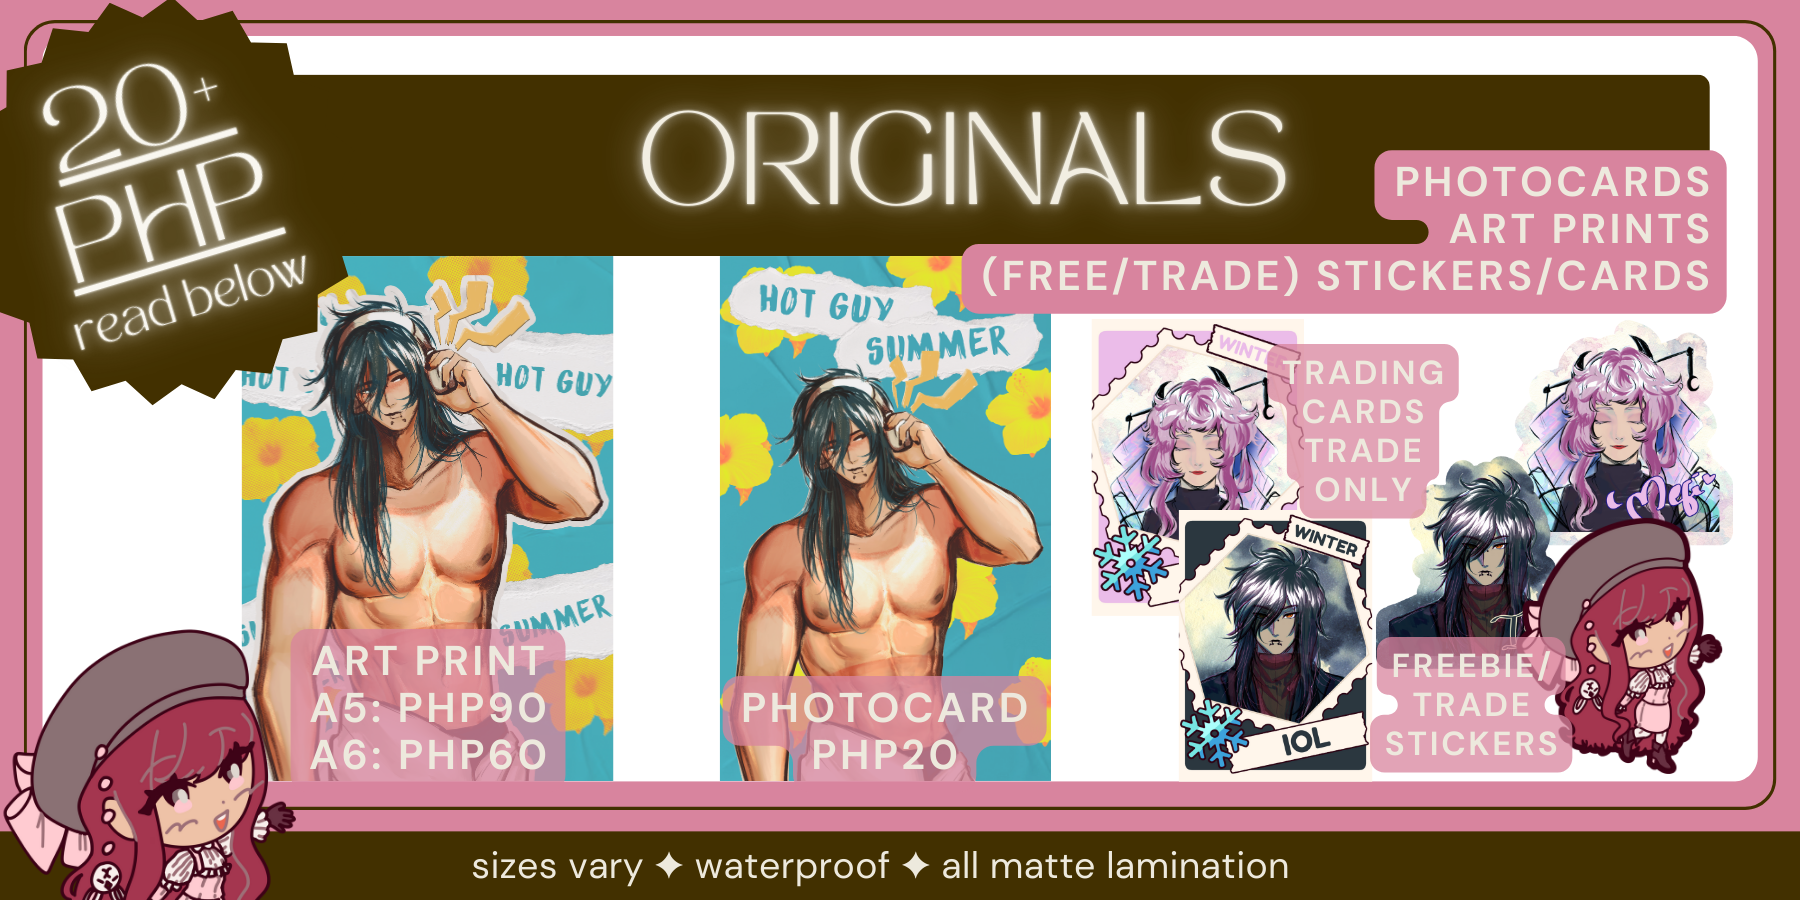 20+
PHP
read below
ORIGINALS
PHOTOCARDS
ART PRINTS
(FREE/TRADE) STICKERS/CARDS
HOT
HOT GUY
SUMMER
ART PRINT
A5: PHP90
A6: PHP60
HOT GUY
SUMMER
PHOTOCARD
PHP20
WINTER
TRADING
CARDS
TRADE
ONLY
WINTER
IOL
FREEBIE/
TRADE
STICKERS
sizes vary ✦ waterproof ✦ all matte lamination